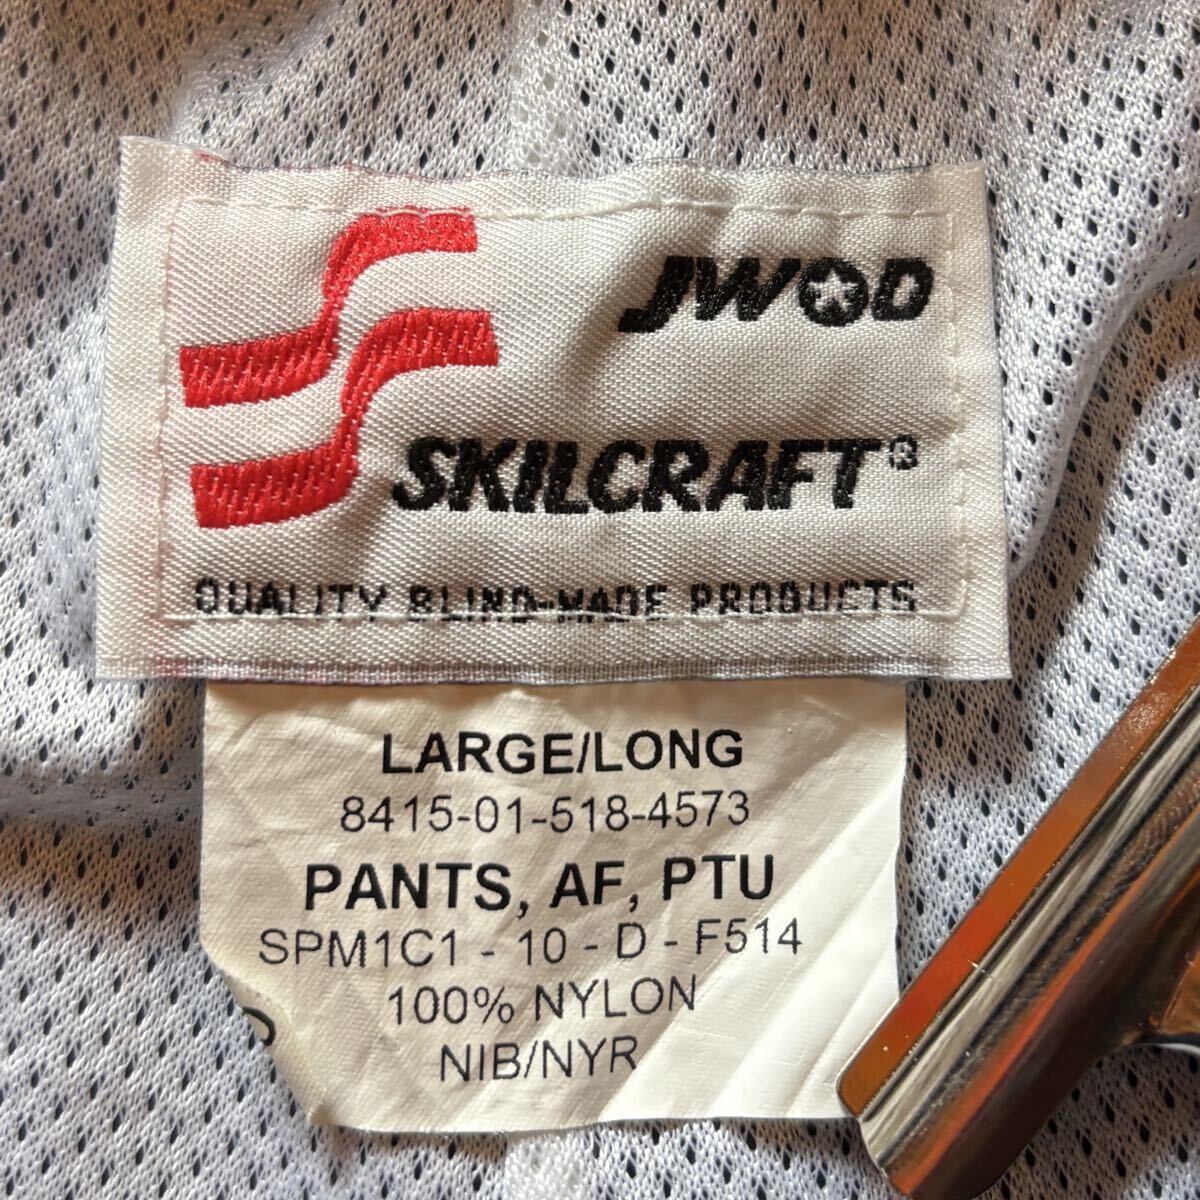 JWOD
SKILCRAFT®
QUALITY BLIND-MADE PRODUCTS
LARGE/LONG
8415-01-518-4573
PANTS, AF, PTU
SPM1C1 - 10 - D - F514
100% NYLON
NIB/NYR